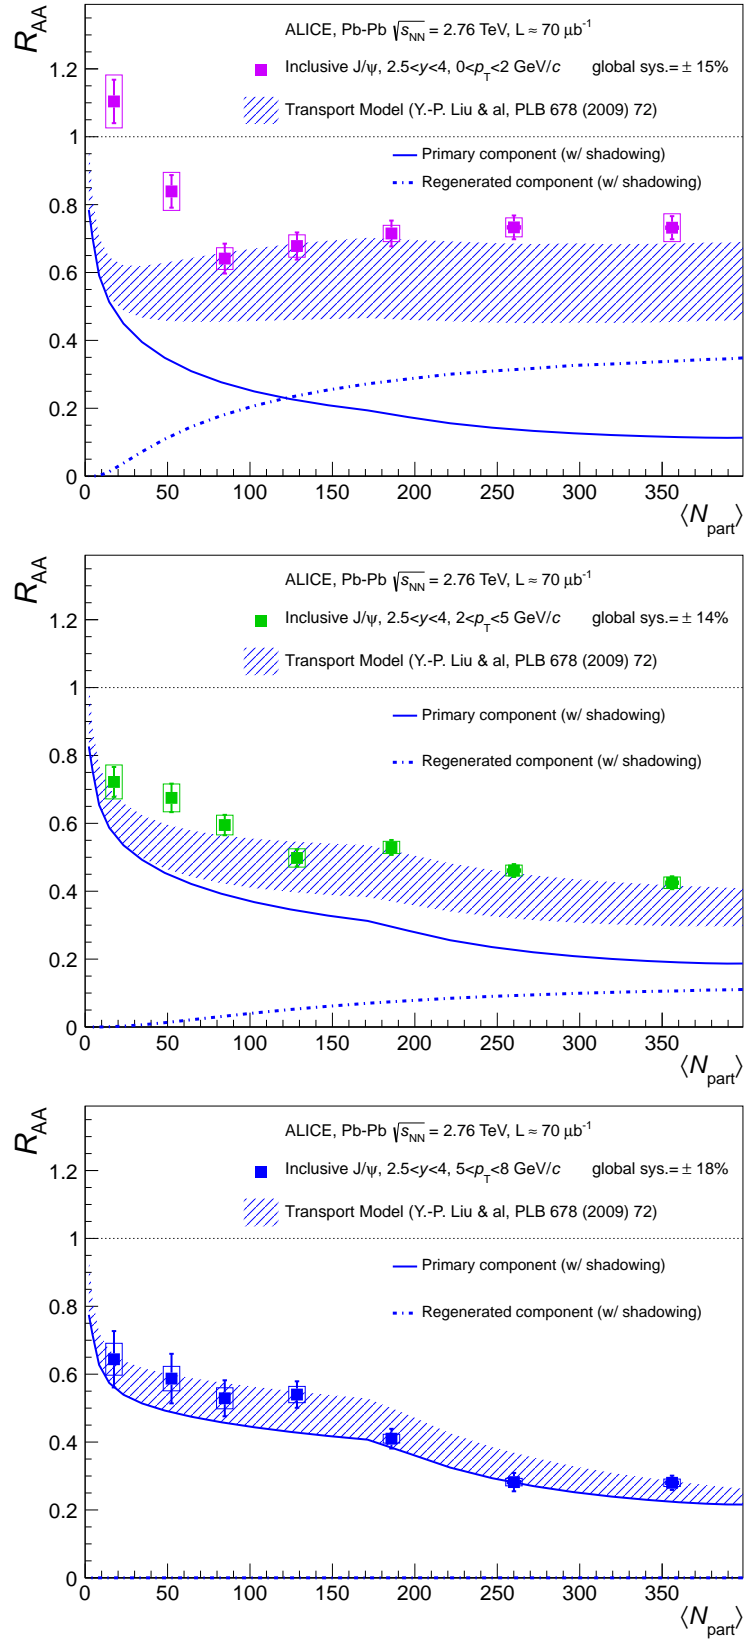 R_AA
ALICE, Pb-Pb √s_NN = 2.76 TeV, L ≈ 70 μb⁻¹
Inclusive J/ψ, 2.5<y<4, 0<p_T<2 GeV/c global sys.= ± 15%
Transport Model (Y.-P. Liu & al, PLB 678 (2009) 72)
Primary component (w/ shadowing)
Regenerated component (w/ shadowing)
1.2
1
0.8
0.6
0.4
0.2
0
0 50 100 150 200 250 300 350
⟨N_part⟩
R_AA
ALICE, Pb-Pb √s_NN = 2.76 TeV, L ≈ 70 μb⁻¹
Inclusive J/ψ, 2.5<y<4, 2<p_T<5 GeV/c global sys.= ± 14%
Transport Model (Y.-P. Liu & al, PLB 678 (2009) 72)
Primary component (w/ shadowing)
Regenerated component (w/ shadowing)
1.2
1
0.8
0.6
0.4
0.2
0
0 50 100 150 200 250 300 350
⟨N_part⟩
R_AA
ALICE, Pb-Pb √s_NN = 2.76 TeV, L ≈ 70 μb⁻¹
Inclusive J/ψ, 2.5<y<4, 5<p_T<8 GeV/c global sys.= ± 18%
Transport Model (Y.-P. Liu & al, PLB 678 (2009) 72)
Primary component (w/ shadowing)
Regenerated component (w/ shadowing)
1.2
1
0.8
0.6
0.4
0.2
0
0 50 100 150 200 250 300 350
⟨N_part⟩